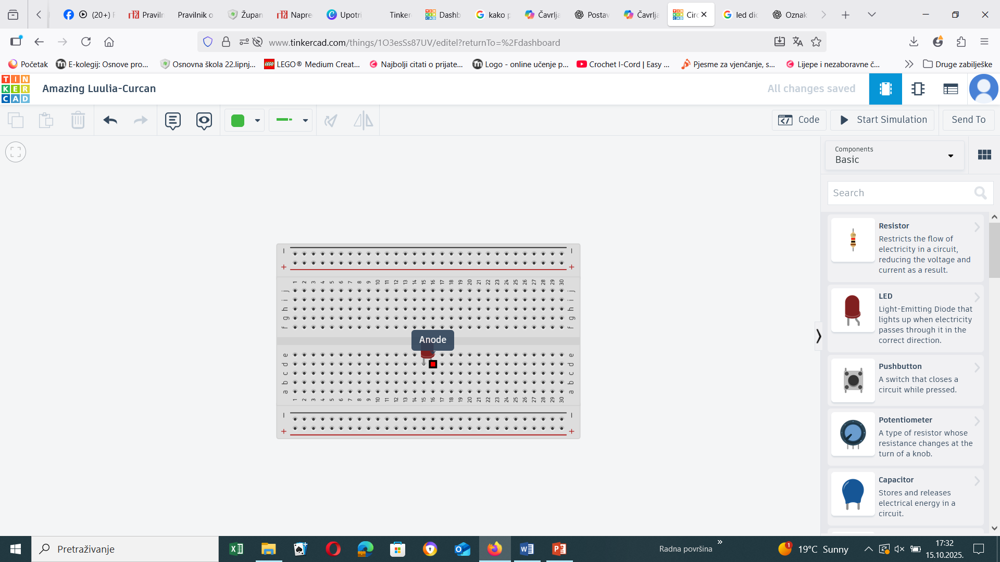 (20+) F
Praviln
Pravilnik o
Župan
Napre
Upotri
Tinker
Dashb
kako p
Čavrlja
Postav
Čavrlja
Circ
led dio
Oznak
www.tinkercad.com/things/1O3esSs87UV/editel?returnTo=%2Fdashboard
Početak
E-kolegij: Osnove pro...
Osnovna škola 22.lipnj...
LEGO® Medium Creat...
Najbolji citati o prijate...
Logo - online učenje p...
Crochet I-Cord | Easy ...
Pjesme za vjenčanje, s...
Lijepe i nezaboravne č...
Druge zabilješke
TIN
KER
CAD
Amazing Luulia-Curcan
All changes saved
Code
Start Simulation
Send To
Components
Basic
Search
Resistor
Restricts the flow of
electricity in a circuit,
reducing the voltage and
current as a result.
LED
Light-Emitting Diode that
lights up when electricity
passes through it in the
correct direction.
Pushbutton
A switch that closes a
circuit while pressed.
Potentiometer
A type of resistor whose
resistance changes at the
turn of a knob.
Capacitor
Stores and releases
electrical energy in a
circuit.
− −
+ +
1 2 3 4 5 6 7 8 9 10 11 12 13 14 15 16 17 18 19 20 21 22 23 24 25 26 27 28 29 30
j j
i i
h h
g g
f f
Anode
e e
d d
c c
b b
a a
1 2 3 4 5 6 7 8 9 10 11 12 13 14 15 16 17 18 19 20 21 22 23 24 25 26 27 28 29 30
− −
+ +
Pretraživanje
Radna površina
1
19°C Sunny
17:32
15.10.2025.